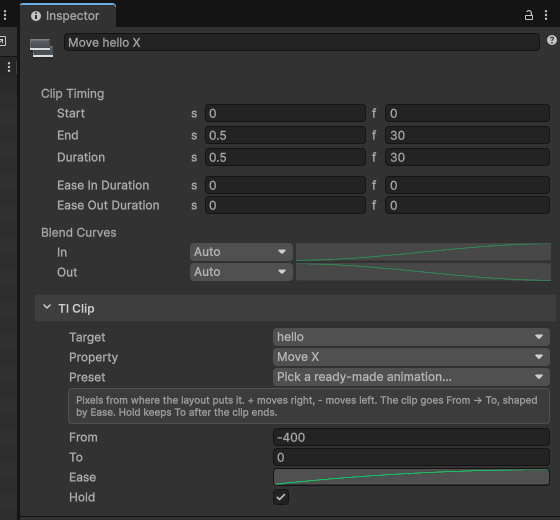 Inspector
Move hello X
Clip Timing
Start s 0 f 0
End s 0.5 f 30
Duration s 0.5 f 30
Ease In Duration s 0 f 0
Ease Out Duration s 0 f 0
Blend Curves
In Auto
Out Auto
TI Clip
Target hello
Property Move X
Preset Pick a ready-made animation...
Pixels from where the layout puts it. + moves right, - moves left. The clip goes From → To, shaped
by Ease. Hold keeps To after the clip ends.
From -400
To 0
Ease
Hold